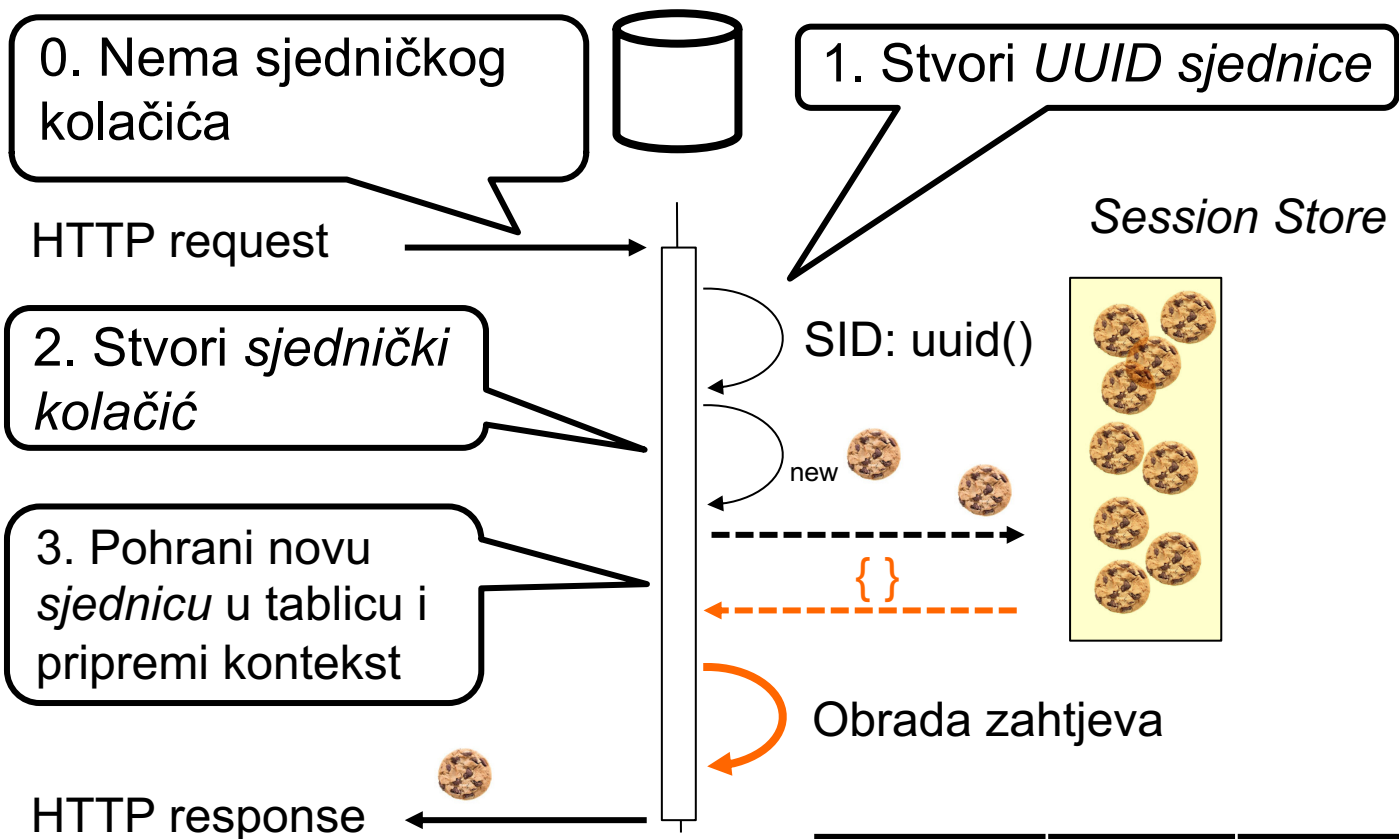 0. Nema sjedničkog
kolačića
1. Stvori UUID sjednice
HTTP request
Session Store
2. Stvori sjednički
kolačić
SID: uuid()
new
3. Pohrani novu
sjednicu u tablicu i
pripremi kontekst
{ }
Obrada zahtjeva
HTTP response